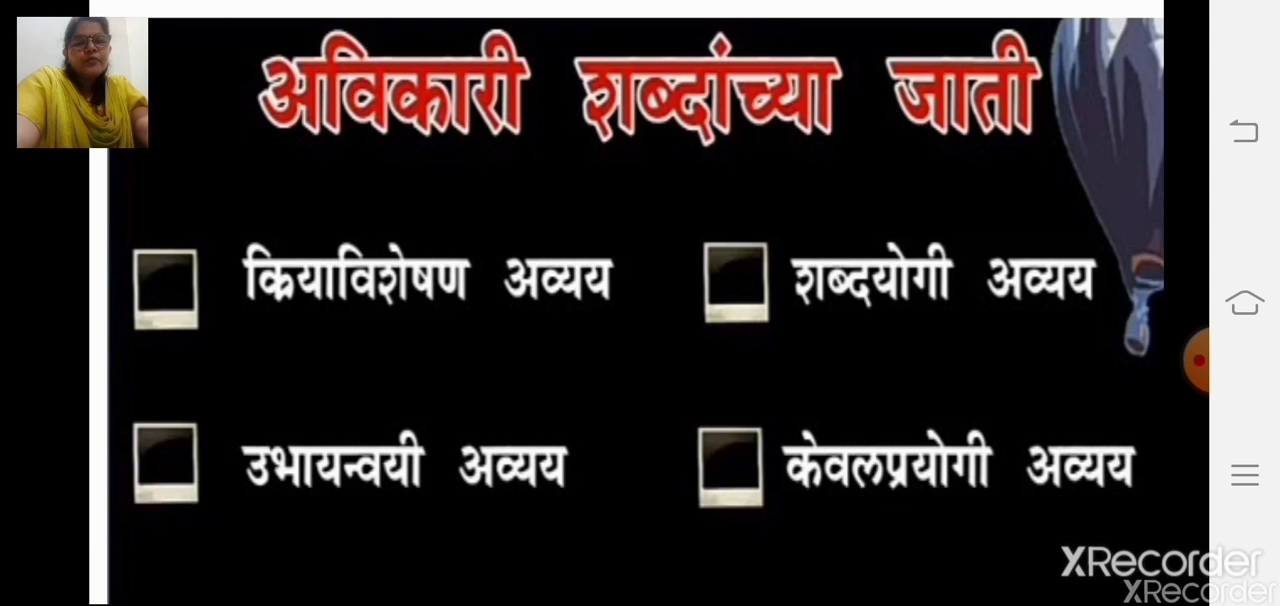 अविकारी शब्दांच्या जाती
क्रियाविशेषण अव्यय
शब्दयोगी अव्यय
उभायन्वयी अव्यय
केवलप्रयोगी अव्यय
XRecorder
XRecorder